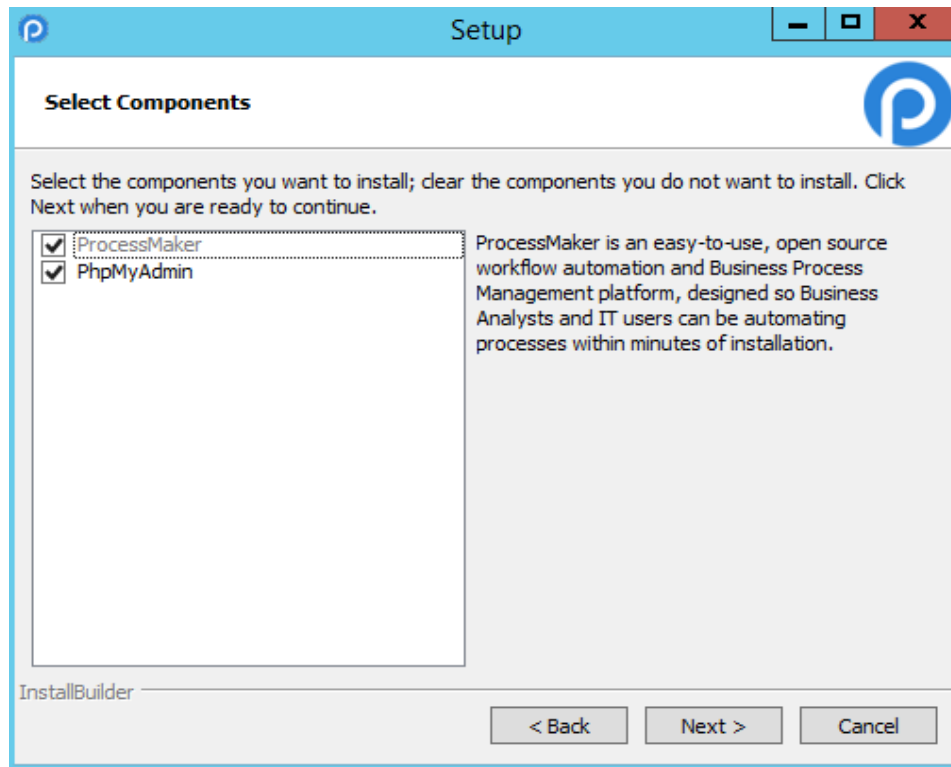 Setup
Select Components
Select the components you want to install; clear the components you do not want to install. Click
Next when you are ready to continue.
ProcessMaker
PhpMyAdmin
ProcessMaker is an easy-to-use, open source
workflow automation and Business Process
Management platform, designed so Business
Analysts and IT users can be automating
processes within minutes of installation.
InstallBuilder
< Back
Next >
Cancel